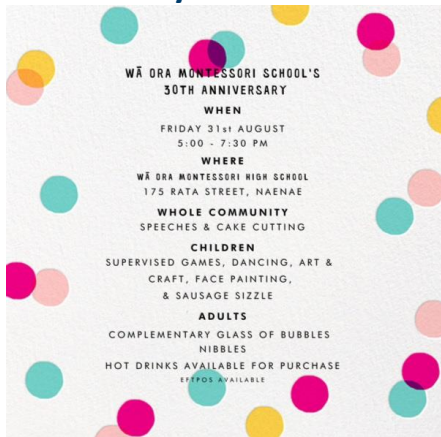 WĀ ORA MONTESSORI SCHOOL'S
30TH ANNIVERSARY
WHEN
FRIDAY 31st AUGUST
5:00 - 7:30 PM
WHERE
WĀ ORA MONTESSORI HIGH SCHOOL
175 RATA STREET, NAENAE
WHOLE COMMUNITY
SPEECHES & CAKE CUTTING
CHILDREN
SUPERVISED GAMES, DANCING, ART &
CRAFT, FACE PAINTING,
& SAUSAGE SIZZLE
ADULTS
COMPLEMENTARY GLASS OF BUBBLES
NIBBLES
HOT DRINKS AVAILABLE FOR PURCHASE
EFTPOS AVAILABLE